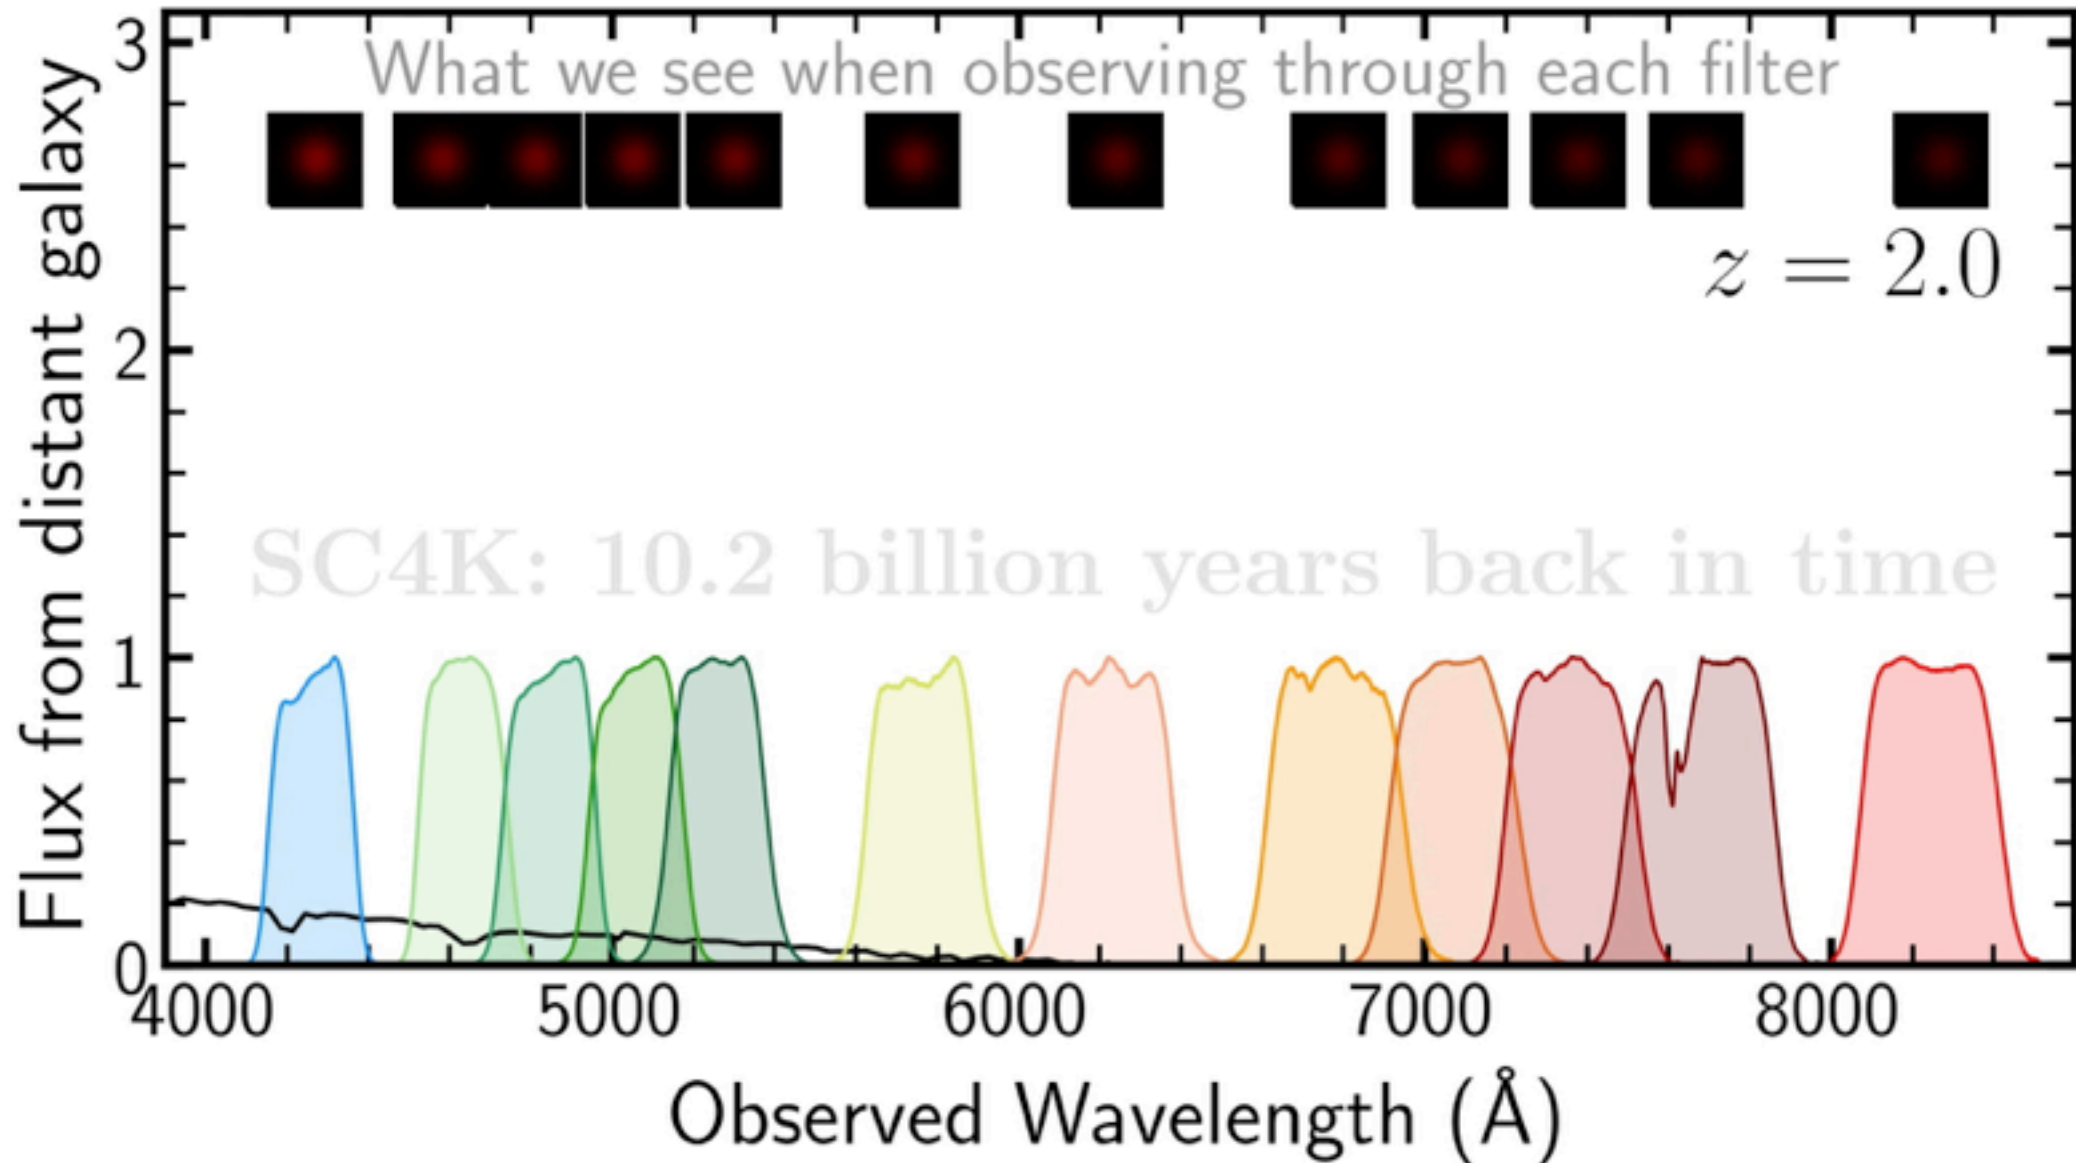 What we see when observing through each filter
z = 2.0
SC4K: 10.2 billion years back in time
Flux from distant galaxy
3
2
1
0
4000 5000 6000 7000 8000
Observed Wavelength (Å)